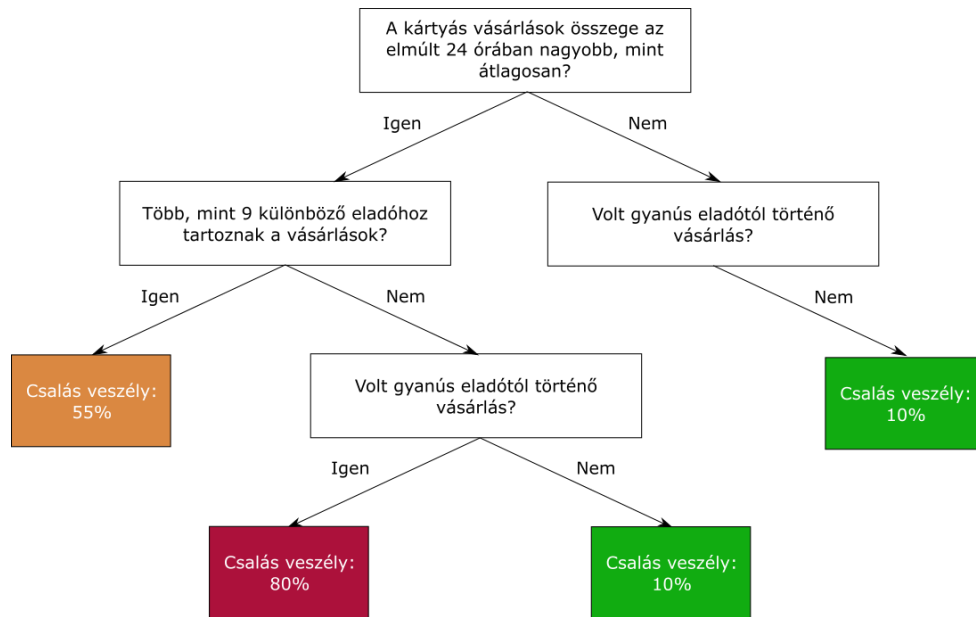 A kártyás vásárlások összege az
elmúlt 24 órában nagyobb, mint
átlagosan?
Igen
Nem
Több, mint 9 különböző eladóhoz
tartoznak a vásárlások?
Volt gyanús eladótól történő
vásárlás?
Igen
Nem
Nem
Csalás veszély:
55%
Volt gyanús eladótól történő
vásárlás?
Csalás veszély:
10%
Igen
Nem
Csalás veszély:
80%
Csalás veszély:
10%